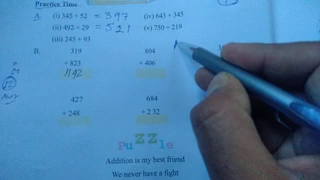 Practice Time
A. (i) 345 + 52 = 397 (iv) 643 + 345
(ii) 492 + 29 = 521 (v) 750 + 219
(iii) 245 + 93
B. 319 804
+ 823 + 406
1142
427 684
+ 248 + 232
Puzzle
Addition is my best friend
We never have a fight